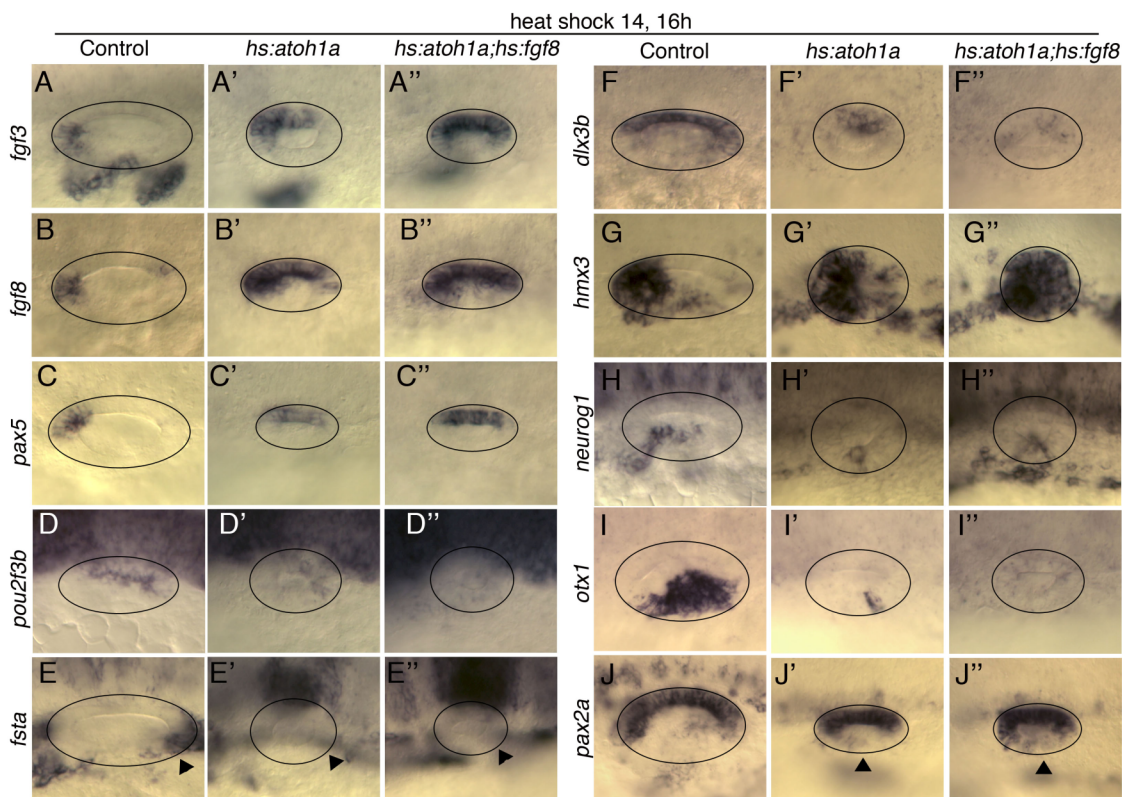 heat shock 14, 16h
Control hs:atoh1a hs:atoh1a;hs:fgf8 Control hs:atoh1a hs:atoh1a;hs:fgf8
A A' A'' F F' F''
fgf3 dlx3b
B B' B'' G G' G''
fgf8 hmx3
C C' C'' H H' H''
pax5 neurog1
D D' D'' I I' I''
pou2f3b otx1
E E' E'' J J' J''
fsta pax2a